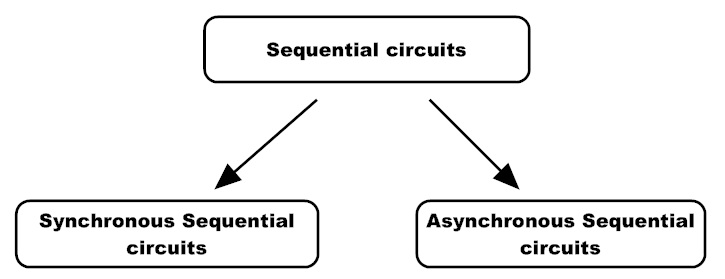 Sequential circuits
Synchronous Sequential
circuits
Asynchronous Sequential
circuits